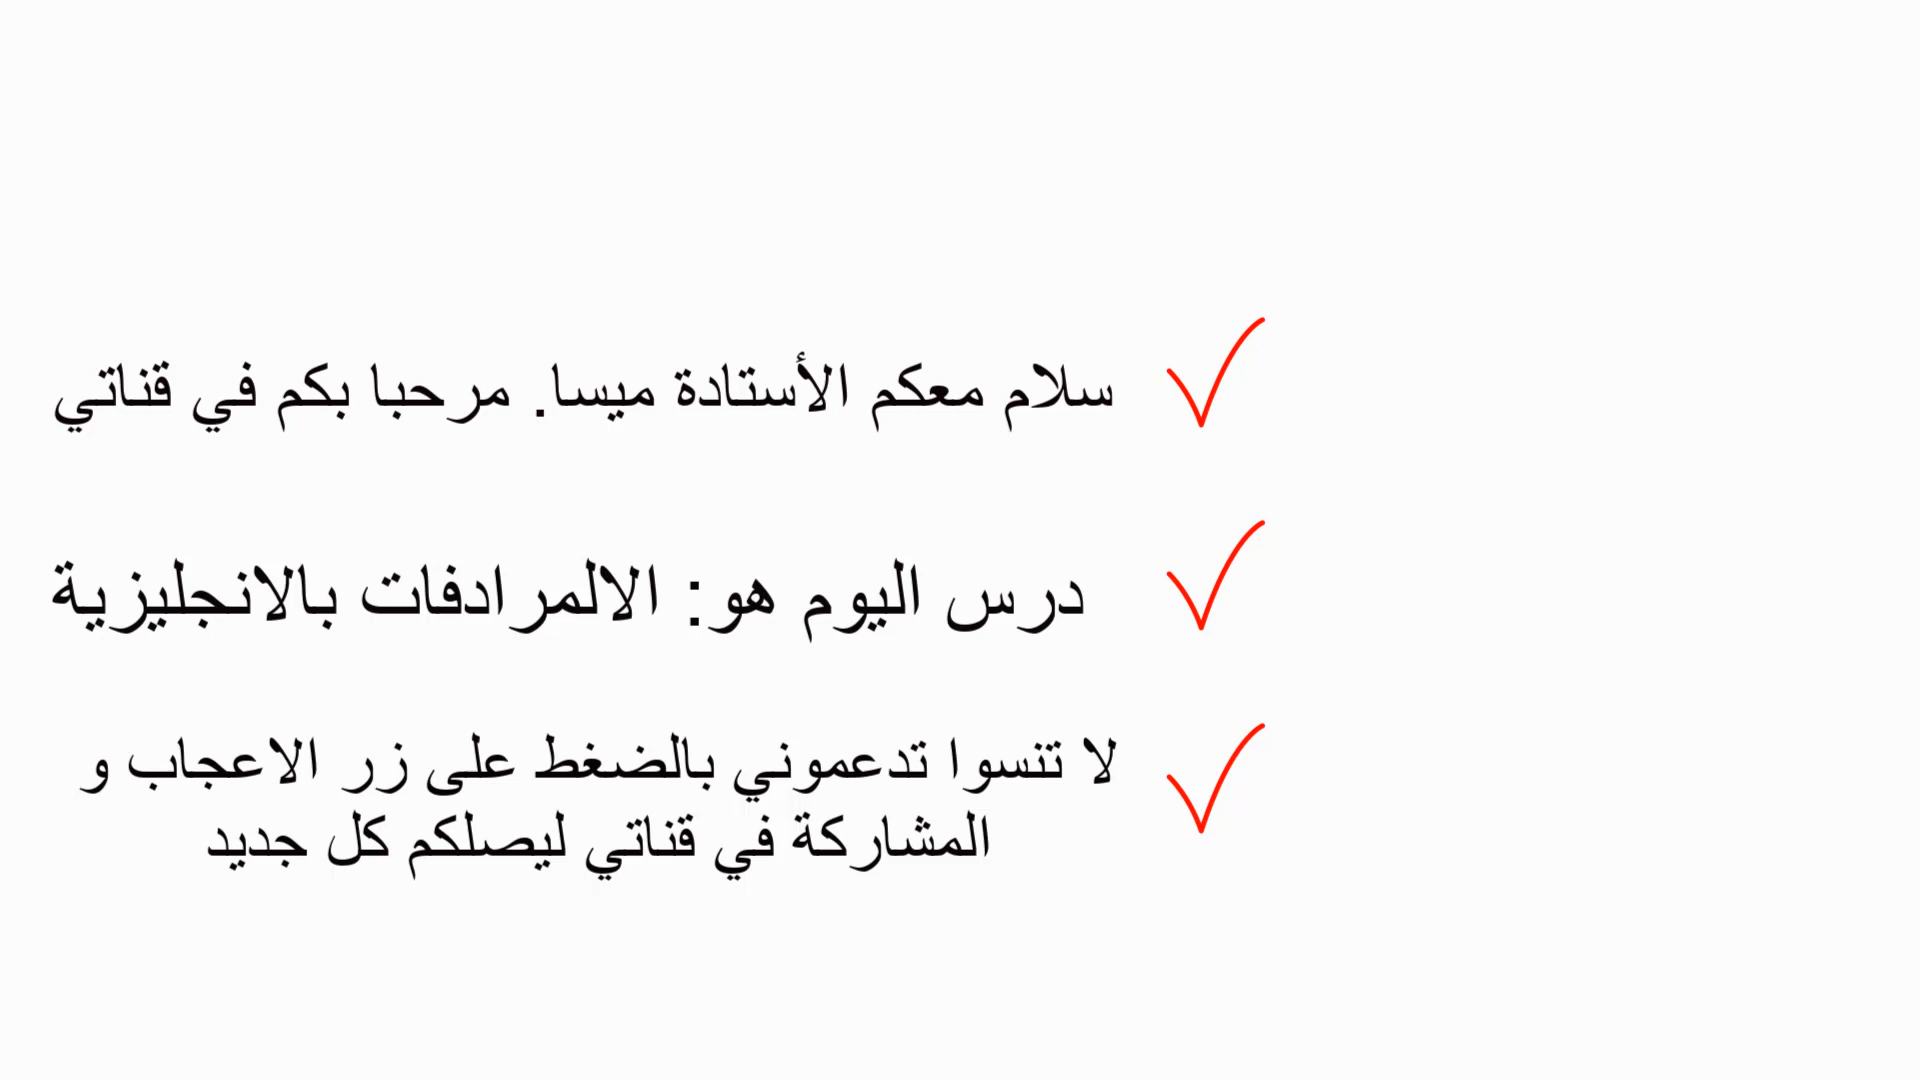 سلام معكم الأستادة ميسا. مرحبا بكم في قناتي
درس اليوم هو: الالمرادفات بالانجليزية
لا تنسوا تدعموني بالضغط على زر الاعجاب و
المشاركة في قناتي ليصلكم كل جديد